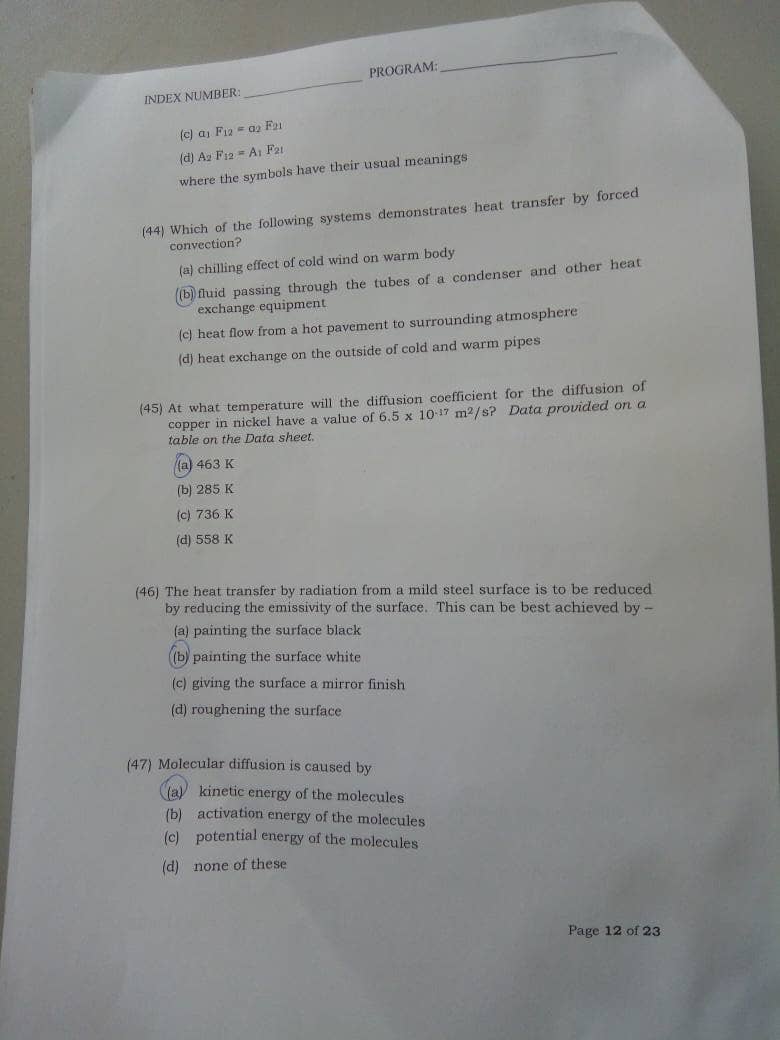 INDEX NUMBER: PROGRAM:
(c) α₁ F₁₂ = α₂ F₂₁
(d) A₂ F₁₂ = A₁ F₂₁
where the symbols have their usual meanings
(44) Which of the following systems demonstrates heat transfer by forced
convection?
(a) chilling effect of cold wind on warm body
(b) fluid passing through the tubes of a condenser and other heat
exchange equipment
(c) heat flow from a hot pavement to surrounding atmosphere
(d) heat exchange on the outside of cold and warm pipes
(45) At what temperature will the diffusion coefficient for the diffusion of
copper in nickel have a value of 6.5 x 10⁻¹⁷ m²/s? Data provided on a
table on the Data sheet.
(a) 463 K
(b) 285 K
(c) 736 K
(d) 558 K
(46) The heat transfer by radiation from a mild steel surface is to be reduced
by reducing the emissivity of the surface. This can be best achieved by –
(a) painting the surface black
(b) painting the surface white
(c) giving the surface a mirror finish
(d) roughening the surface
(47) Molecular diffusion is caused by
(a) kinetic energy of the molecules
(b) activation energy of the molecules
(c) potential energy of the molecules
(d) none of these
Page 12 of 23